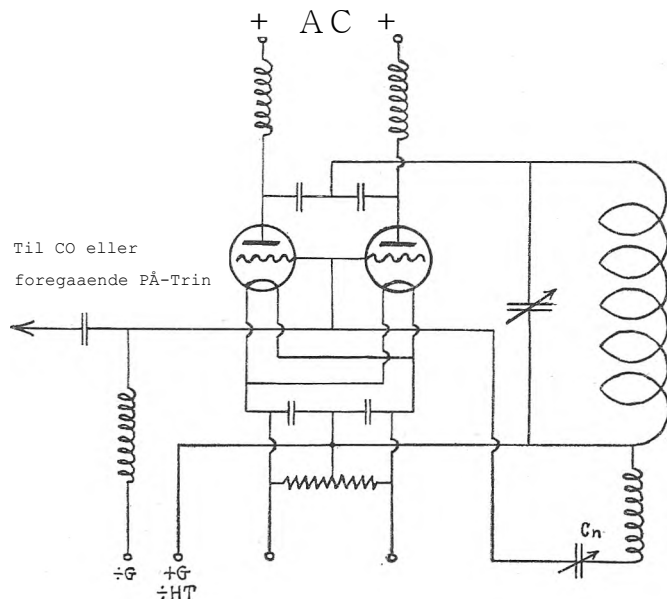 + AC +
Til CO eller
foregaaende PÅ-Trin
Cn
÷G
+G
÷HT